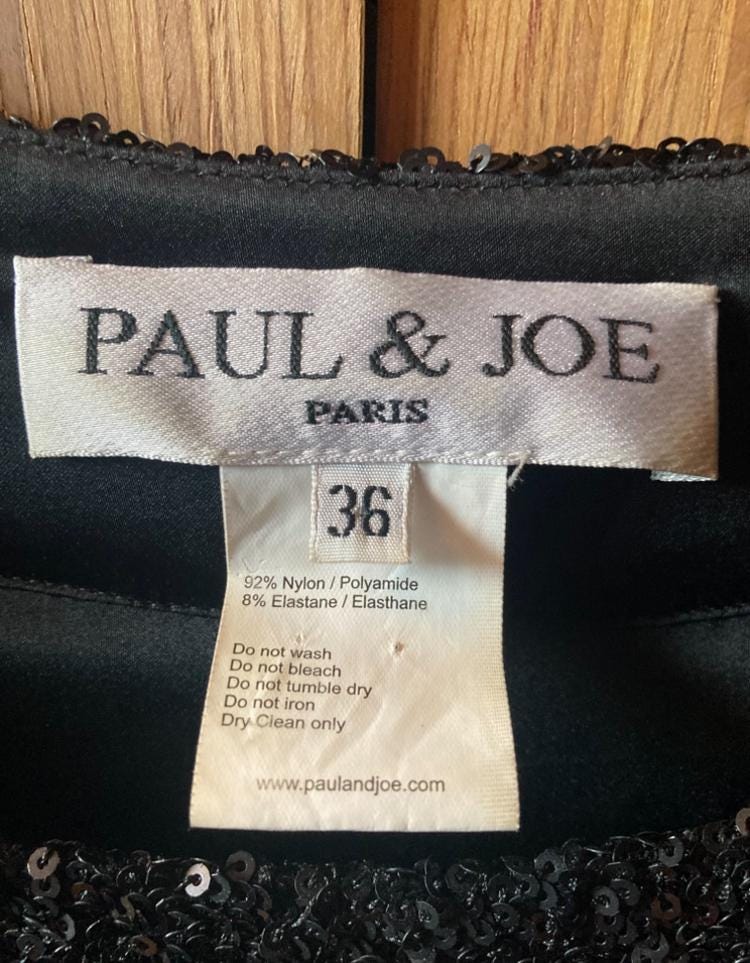 PAUL & JOE
PARIS
36
92% Nylon / Polyamide
8% Elastane / Elasthane
Do not wash
Do not bleach
Do not tumble dry
Do not iron
Dry Clean only
www.paulandjoe.com